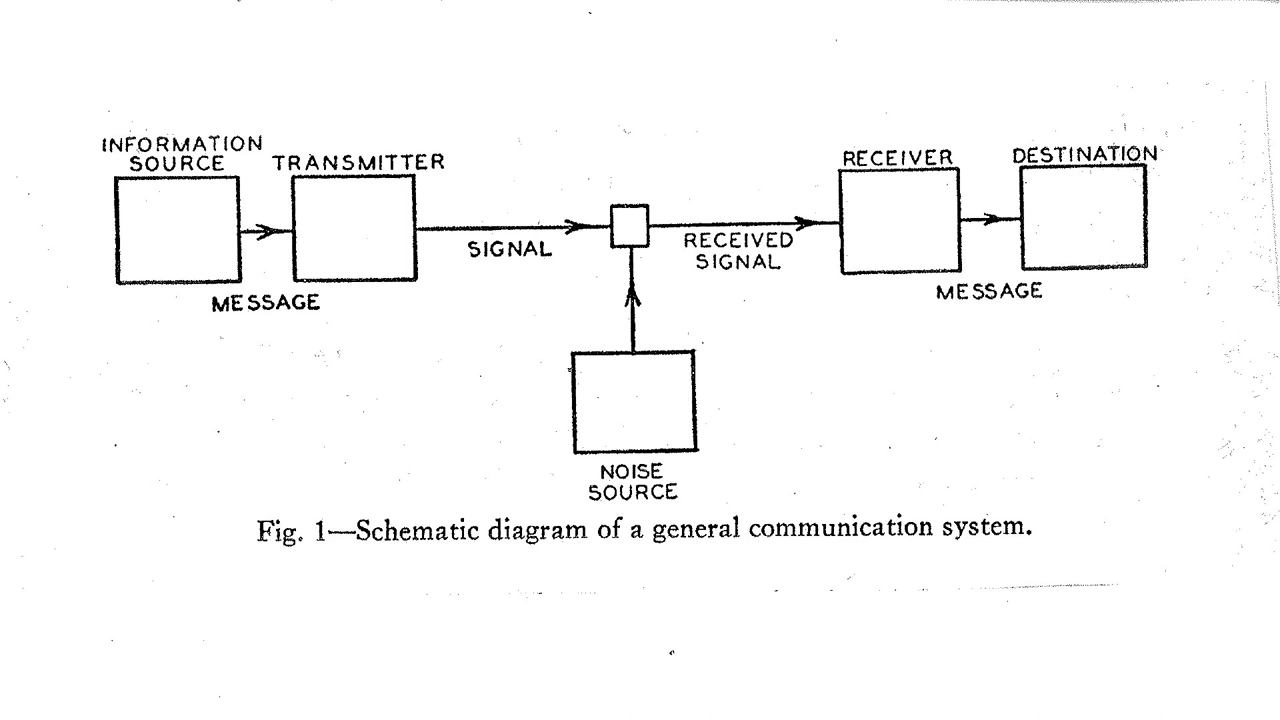 INFORMATION
SOURCE
TRANSMITTER
RECEIVER
DESTINATION
SIGNAL
RECEIVED
SIGNAL
MESSAGE
MESSAGE
NOISE
SOURCE
Fig. 1—Schematic diagram of a general communication system.